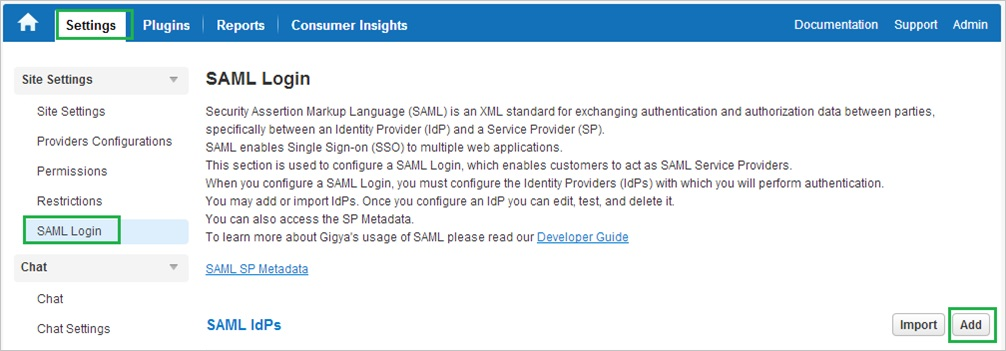 Settings Plugins Reports Consumer Insights Documentation Support Admin
Site Settings
Site Settings
Providers Configurations
Permissions
Restrictions
SAML Login
Chat
Chat
Chat Settings
SAML Login
Security Assertion Markup Language (SAML) is an XML standard for exchanging authentication and authorization data between parties,
specifically between an Identity Provider (IdP) and a Service Provider (SP).
SAML enables Single Sign-on (SSO) to multiple web applications.
This section is used to configure a SAML Login, which enables customers to act as SAML Service Providers.
When you configure a SAML Login, you must configure the Identity Providers (IdPs) with which you will perform authentication.
You may add or import IdPs. Once you configure an IdP you can edit, test, and delete it.
You can also access the SP Metadata.
To learn more about Gigya's usage of SAML please read our Developer Guide
SAML SP Metadata
SAML IdPs Import Add